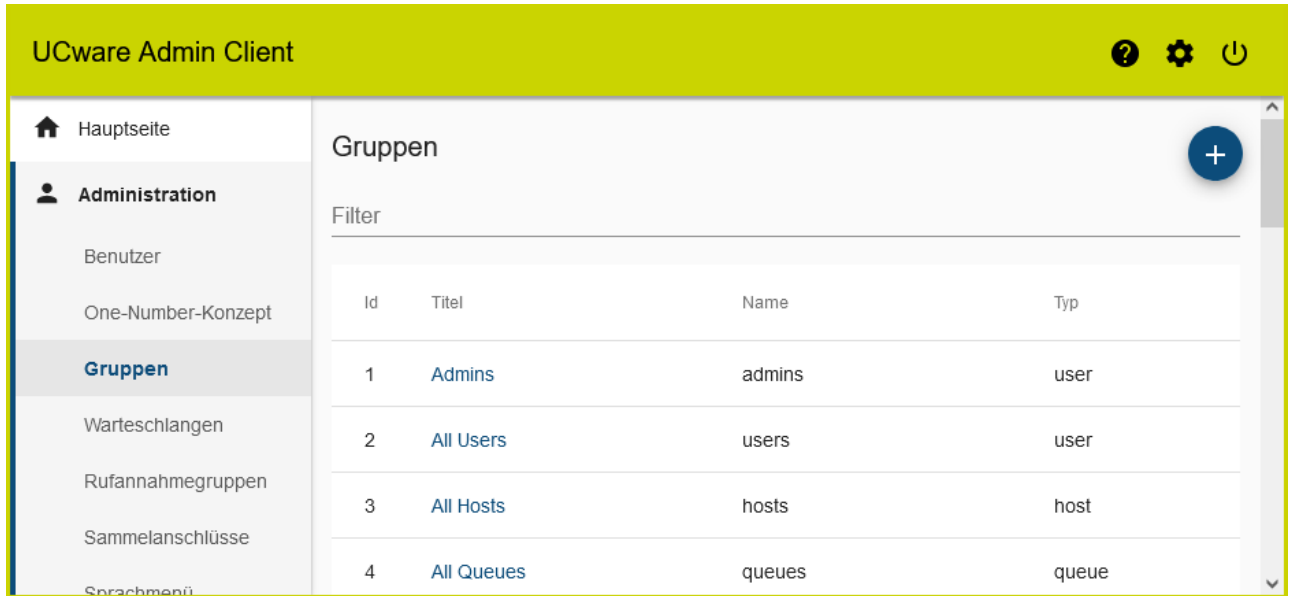 UCware Admin Client
Hauptseite
Administration
Benutzer
One-Number-Konzept
Gruppen
Warteschlangen
Rufannahmegruppen
Sammelanschlüsse
Sprachmenü
Gruppen
Filter
Id Titel Name Typ
1 Admins admins user
2 All Users users user
3 All Hosts hosts host
4 All Queues queues queue